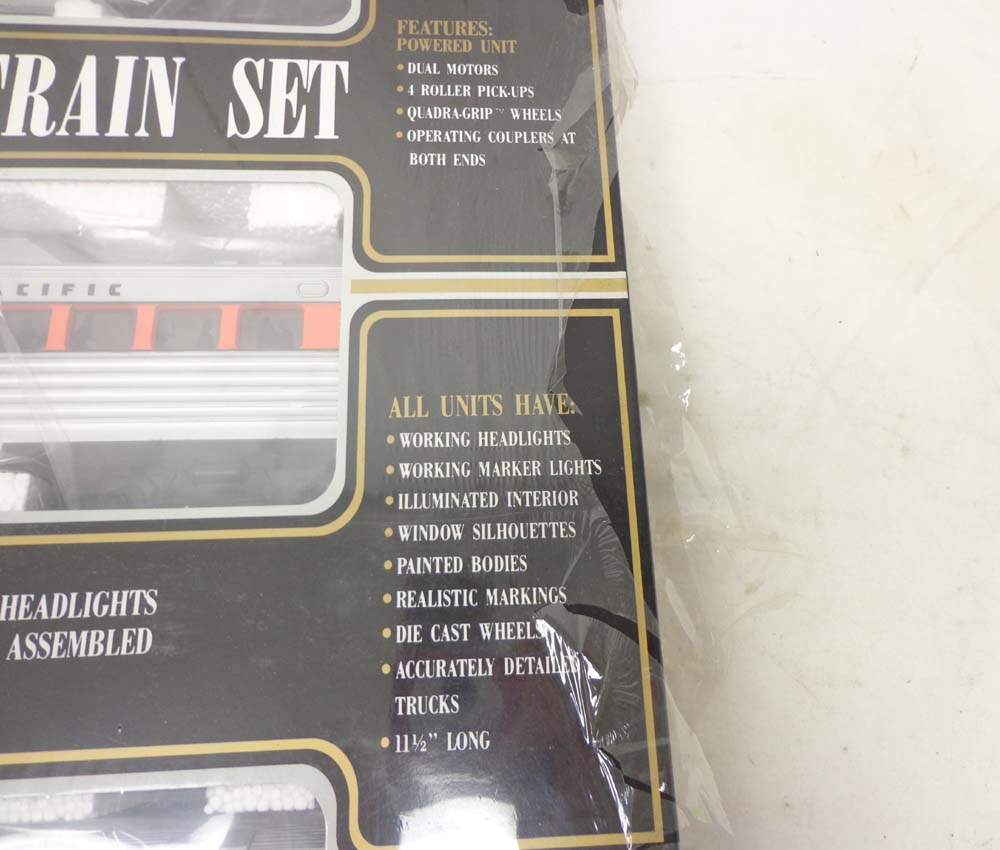 FEATURES:
POWERED UNIT
• DUAL MOTORS
• 4 ROLLER PICK-UPS
• QUADRA-GRIP™ WHEELS
• OPERATING COUPLERS AT
BOTH ENDS
RAIN SET
CIFIC
ALL UNITS HAVE:
• WORKING HEADLIGHTS
• WORKING MARKER LIGHTS
• ILLUMINATED INTERIOR
• WINDOW SILHOUETTES
• PAINTED BODIES
• REALISTIC MARKINGS
• DIE CAST WHEELS
• ACCURATELY DETAILED
TRUCKS
• 11½” LONG
HEADLIGHTS
ASSEMBLED